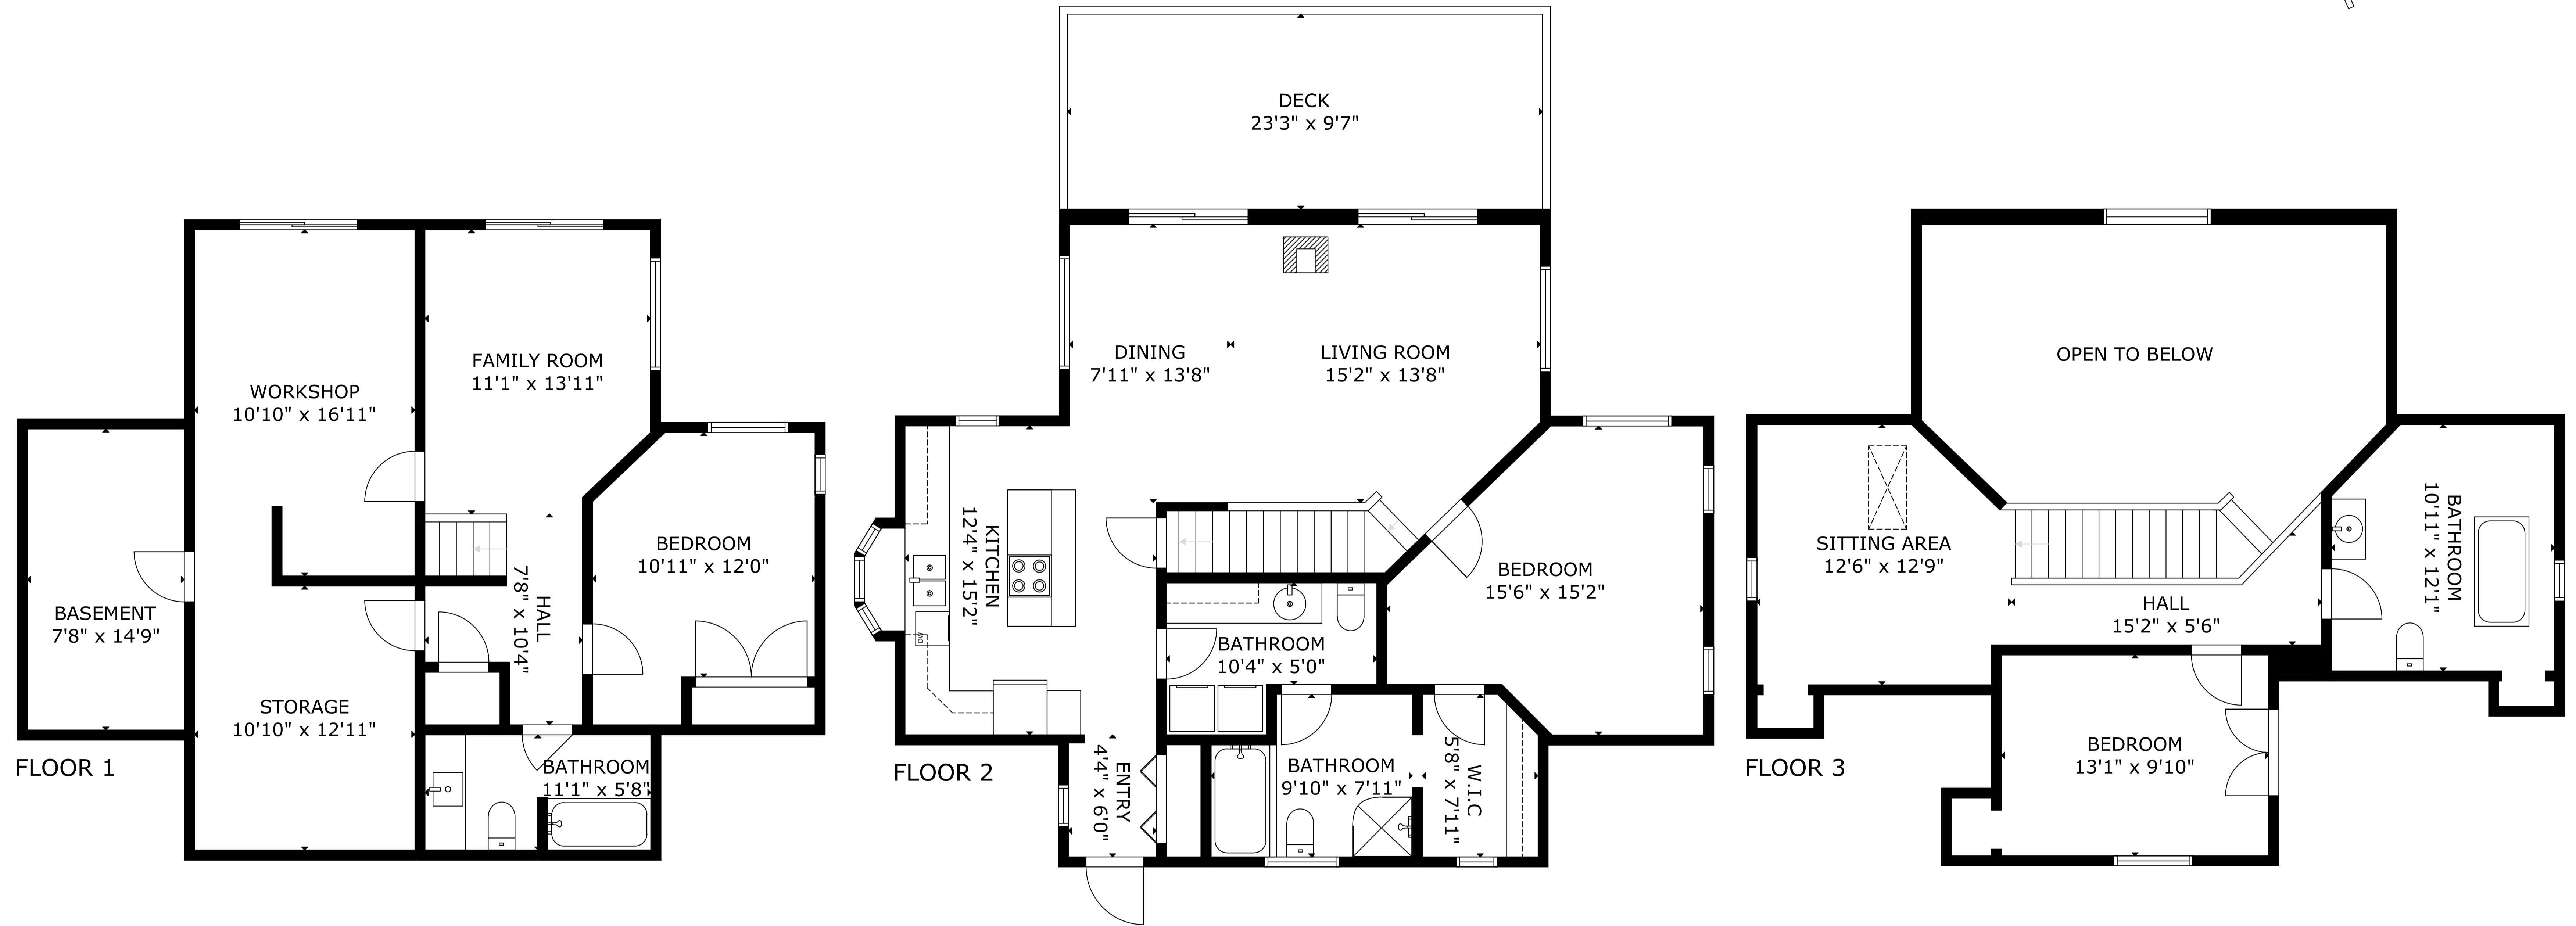 DECK
23'3" x 9'7"
FAMILY ROOM
11'1" x 13'11"
WORKSHOP
10'10" x 16'11"
BEDROOM
10'11" x 12'0"
HALL
7'8" x 10'4"
BASEMENT
7'8" x 14'9"
STORAGE
10'10" x 12'11"
BATHROOM
11'1" x 5'8"
FLOOR 1
DINING
7'11" x 13'8"
LIVING ROOM
15'2" x 13'8"
KITCHEN
12'4" x 15'2"
DW
BEDROOM
15'6" x 15'2"
BATHROOM
10'4" x 5'0"
ENTRY
4'4" x 6'0"
BATHROOM
9'10" x 7'11"
W.I.C
5'8" x 7'11"
FLOOR 2
OPEN TO BELOW
SITTING AREA
12'6" x 12'9"
BATHROOM
10'11" x 12'1"
HALL
15'2" x 5'6"
BEDROOM
13'1" x 9'10"
FLOOR 3